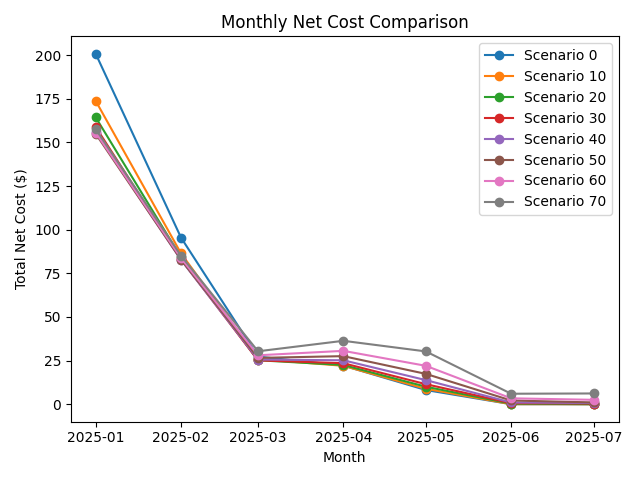 Monthly Net Cost Comparison
Total Net Cost ($)
200
175
150
125
100
75
50
25
0
Scenario 0
Scenario 10
Scenario 20
Scenario 30
Scenario 40
Scenario 50
Scenario 60
Scenario 70
2025-01 2025-02 2025-03 2025-04 2025-05 2025-06 2025-07
Month